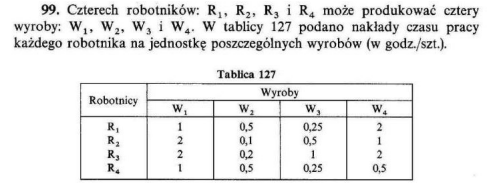 99. Czterech robotników: R₁, R₂, R₃ i R₄ może produkować cztery
wyroby: W₁, W₂, W₃ i W₄. W tablicy 127 podano nakłady czasu pracy
każdego robotnika na jednostkę poszczególnych wyrobów (w godz./szt.).
Tablica 127
Robotnicy Wyroby
W₁ W₂ W₃ W₄
R₁ 1 0,5 0,25 2
R₂ 2 0,1 0,5 1
R₃ 2 0,2 1 2
R₄ 1 0,5 0,25 0,5